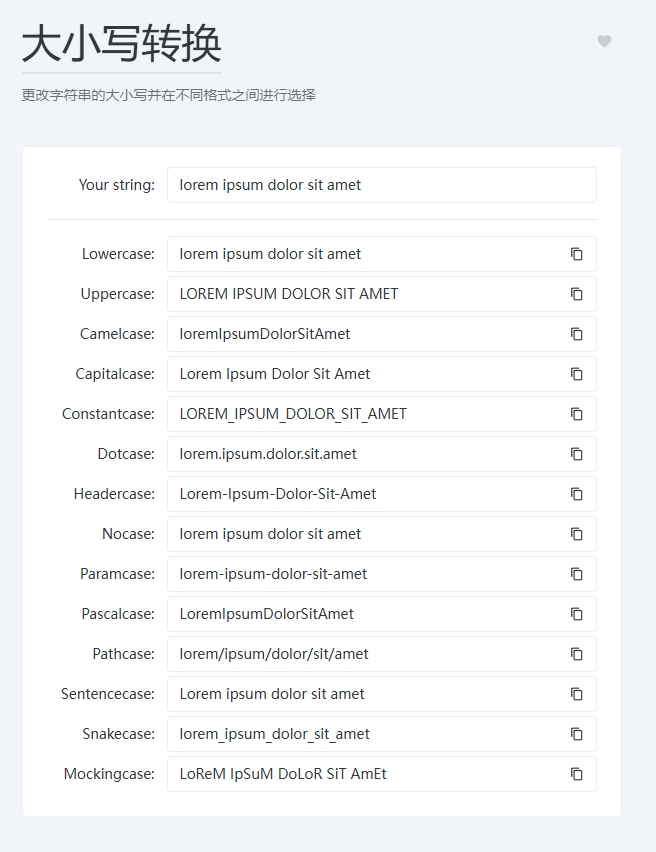 大小写转换
更改字符串的大小写并在不同格式之间进行选择
Your string: lorem ipsum dolor sit amet
Lowercase: lorem ipsum dolor sit amet
Uppercase: LOREM IPSUM DOLOR SIT AMET
Camelcase: loremIpsumDolorSitAmet
Capitalcase: Lorem Ipsum Dolor Sit Amet
Constantcase: LOREM_IPSUM_DOLOR_SIT_AMET
Dotcase: lorem.ipsum.dolor.sit.amet
Headercase: Lorem-Ipsum-Dolor-Sit-Amet
Nocase: lorem ipsum dolor sit amet
Paramcase: lorem-ipsum-dolor-sit-amet
Pascalcase: LoremIpsumDolorSitAmet
Pathcase: lorem/ipsum/dolor/sit/amet
Sentencecase: Lorem ipsum dolor sit amet
Snakecase: lorem_ipsum_dolor_sit_amet
Mockingcase: LoReM IpSuM DoLoR SiT AmEt